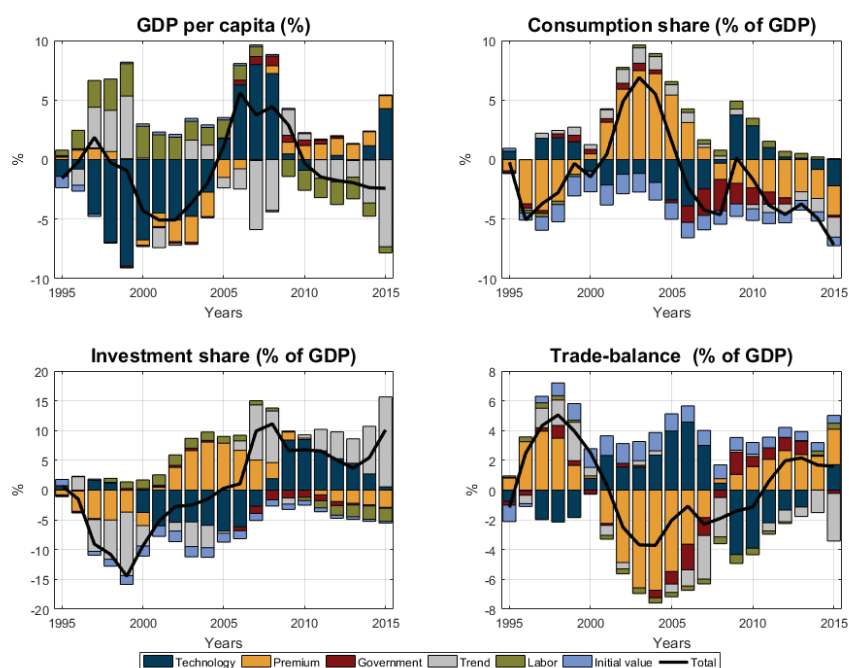 GDP per capita (%)
10
5
0
-5
-10
%
1995 2000 2005 2010 2015
Years
Consumption share (% of GDP)
10
5
0
-5
-10
%
1995 2000 2005 2010 2015
Years
Investment share (% of GDP)
20
15
10
5
0
-5
-10
-15
-20
%
1995 2000 2005 2010 2015
Years
Trade-balance (% of GDP)
8
6
4
2
0
-2
-4
-6
-8
%
1995 2000 2005 2010 2015
Years
Technology Premium Government Trend Labor Initial value Total